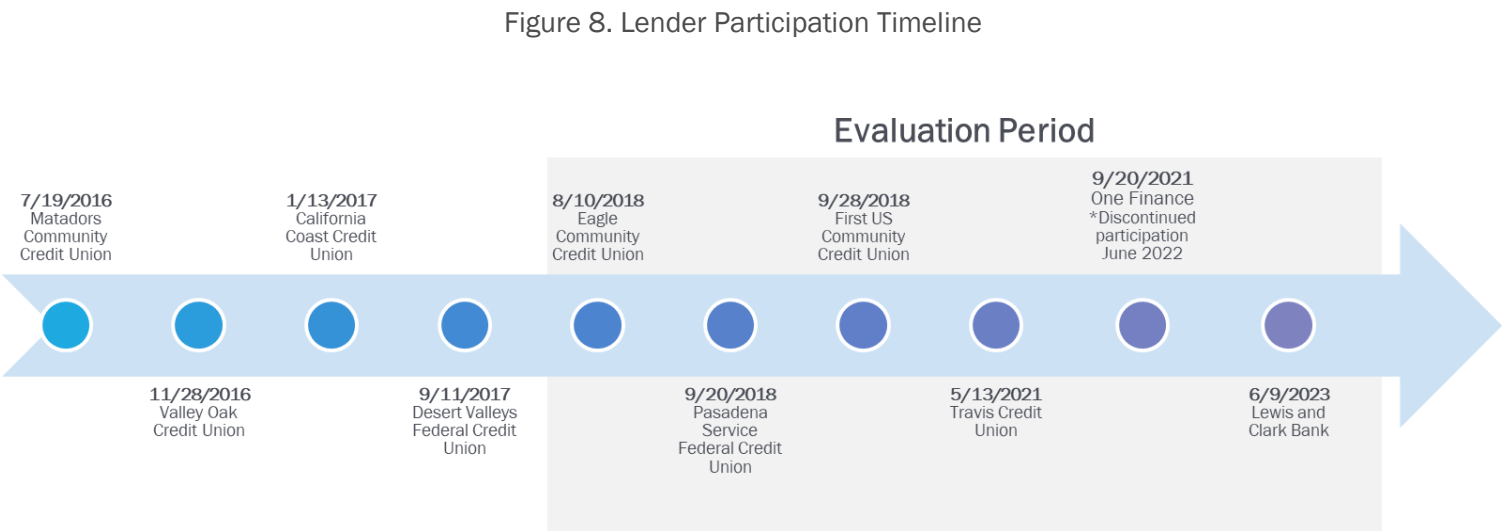 Figure 8. Lender Participation Timeline
Evaluation Period
7/19/2016
Matadors
Community
Credit Union
1/13/2017
California
Coast Credit
Union
8/10/2018
Eagle
Community
Credit Union
9/28/2018
First US
Community
Credit Union
9/20/2021
One Finance
*Discontinued
participation
June 2022
11/28/2016
Valley Oak
Credit Union
9/11/2017
Desert Valleys
Federal Credit
Union
9/20/2018
Pasadena
Service
Federal Credit
Union
5/13/2021
Travis Credit
Union
6/9/2023
Lewis and
Clark Bank